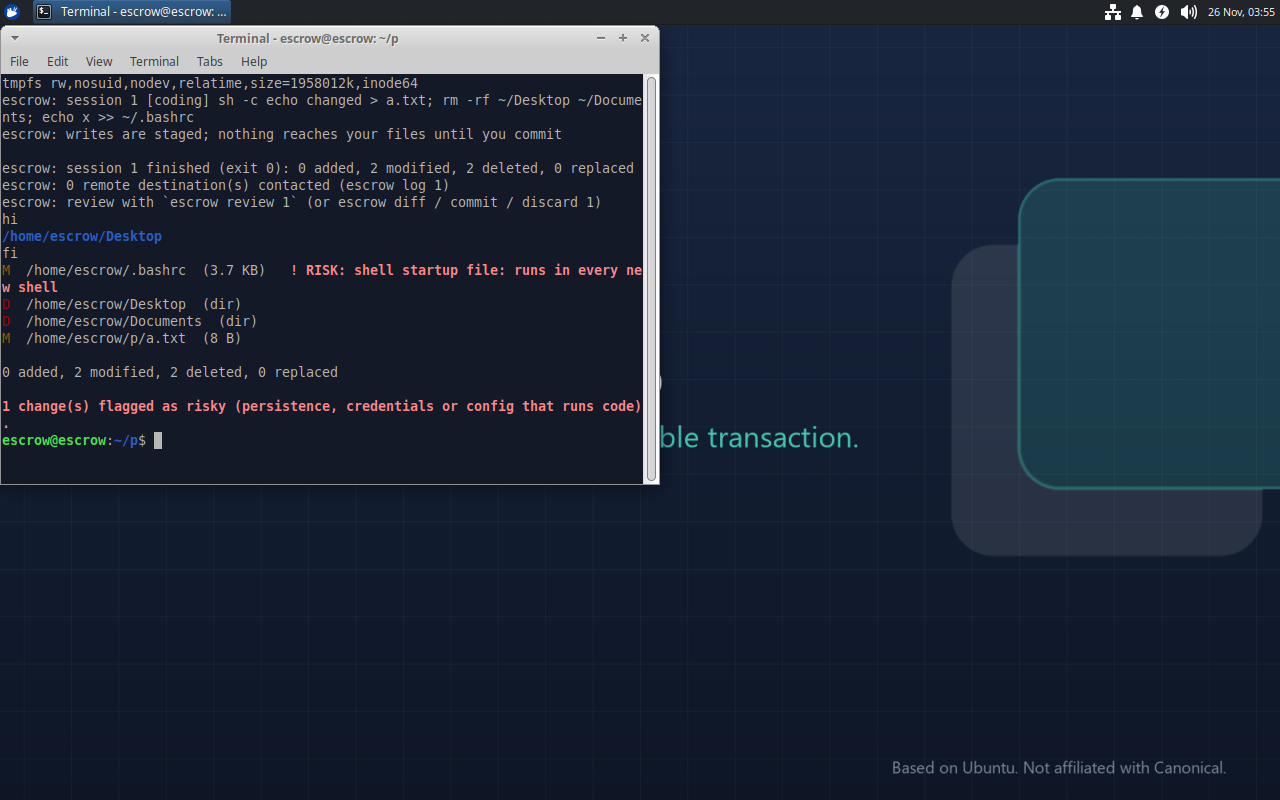 Terminal - escrow@escrow: ...
26 Nov, 03:55
Terminal - escrow@escrow: ~/p
File Edit View Terminal Tabs Help
tmpfs rw,nosuid,nodev,relatime,size=1958012k,inode64
escrow: session 1 [coding] sh -c echo changed > a.txt; rm -rf ~/Desktop ~/Docume
nts; echo x >> ~/.bashrc
escrow: writes are staged; nothing reaches your files until you commit
escrow: session 1 finished (exit 0): 0 added, 2 modified, 2 deleted, 0 replaced
escrow: 0 remote destination(s) contacted (escrow log 1)
escrow: review with `escrow review 1` (or escrow diff / commit / discard 1)
hi
/home/escrow/Desktop
fi
M  /home/escrow/.bashrc  (3.7 KB)   ! RISK: shell startup file: runs in every ne
w shell
D  /home/escrow/Desktop  (dir)
D  /home/escrow/Documents  (dir)
M  /home/escrow/p/a.txt  (8 B)
0 added, 2 modified, 2 deleted, 0 replaced
1 change(s) flagged as risky (persistence, credentials or config that runs code)
.
escrow@escrow:~/p$
ble transaction.
Based on Ubuntu. Not affiliated with Canonical.